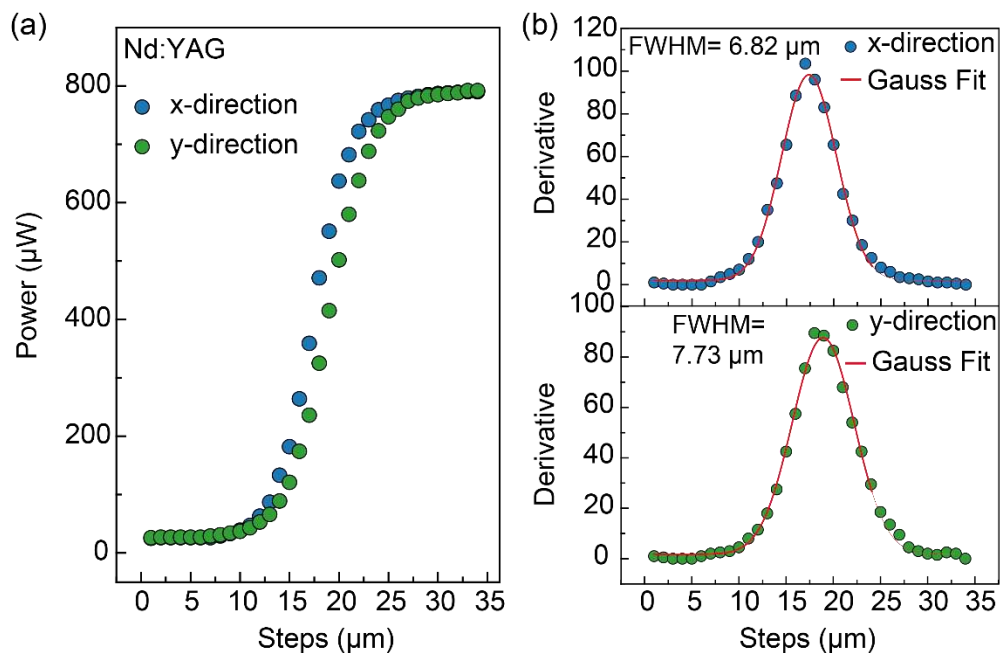 (a)
Nd:YAG
x-direction
y-direction
Power (µW)
800
600
400
200
0
0 5 10 15 20 25 30 35
Steps (µm)
(b)
FWHM= 6.82 µm
x-direction
Gauss Fit
Derivative
120
100
80
60
40
20
0
FWHM=
7.73 µm
y-direction
Gauss Fit
Derivative
100
80
60
40
20
0
0 5 10 15 20 25 30 35
Steps (µm)